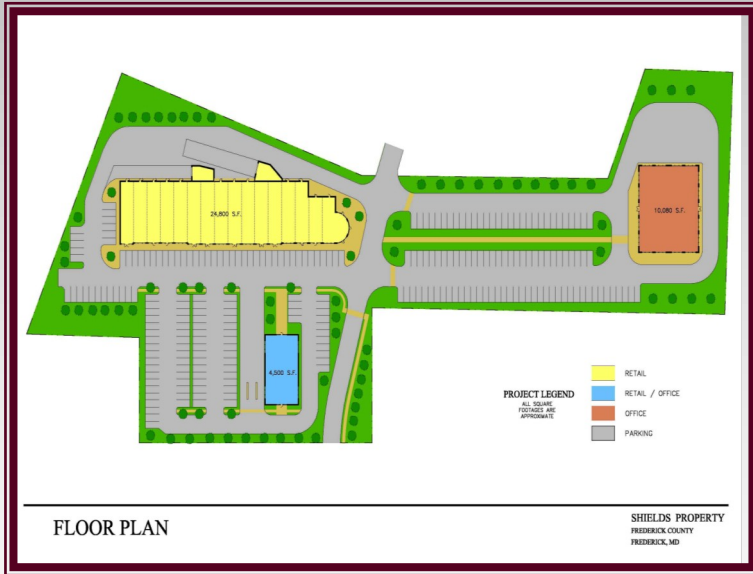 24,800 S.F.
10,080 S.F.
4,500 S.F.
PROJECT LEGEND
ALL SQUARE
FOOTAGES ARE
APPROXIMATE
RETAIL
RETAIL / OFFICE
OFFICE
PARKING
FLOOR PLAN
SHIELDS PROPERTY
FREDERICK COUNTY
FREDERICK, MD